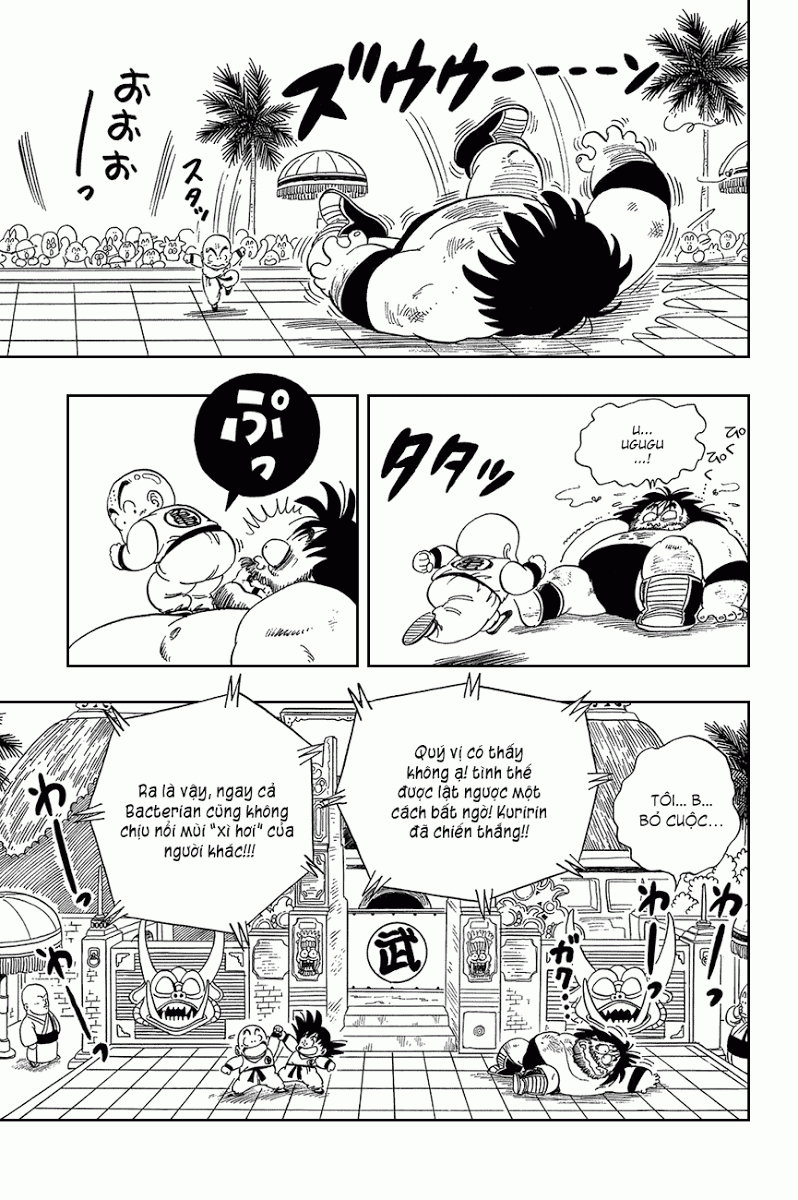 ズウウーーーーン
おおおーっ
スタッ
U...
UGUGU
...!
ぴくぴく
タタッ
ぷっ
TÔI... B...
BỎ CUỘC...
Quý vị có thấy
không ạ! tình thế
được lật ngược một
cách bất ngờ! Kuririn
đã chiến thắng!!
Ra là vậy, ngay cả
Bacterian cũng không
chịu nổi mùi "xì hơi" của
người khác!!!
わーっ
わーっ
ガク...
武
わーっ
わーっ